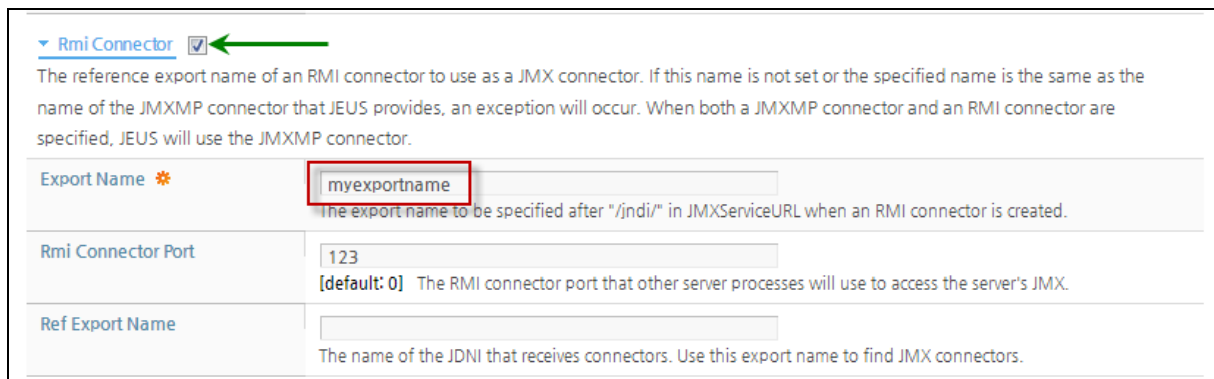 Rmi Connector
The reference export name of an RMI connector to use as a JMX connector. If this name is not set or the specified name is the same as the
name of the JMXMP connector that JEUS provides, an exception will occur. When both a JMXMP connector and an RMI connector are
specified, JEUS will use the JMXMP connector.
Export Name
myexportname
The export name to be specified after "/jndi/" in JMXServiceURL when an RMI connector is created.
Rmi Connector Port
123
[default: 0] The RMI connector port that other server processes will use to access the server's JMX.
Ref Export Name
The name of the JDNI that receives connectors. Use this export name to find JMX connectors.